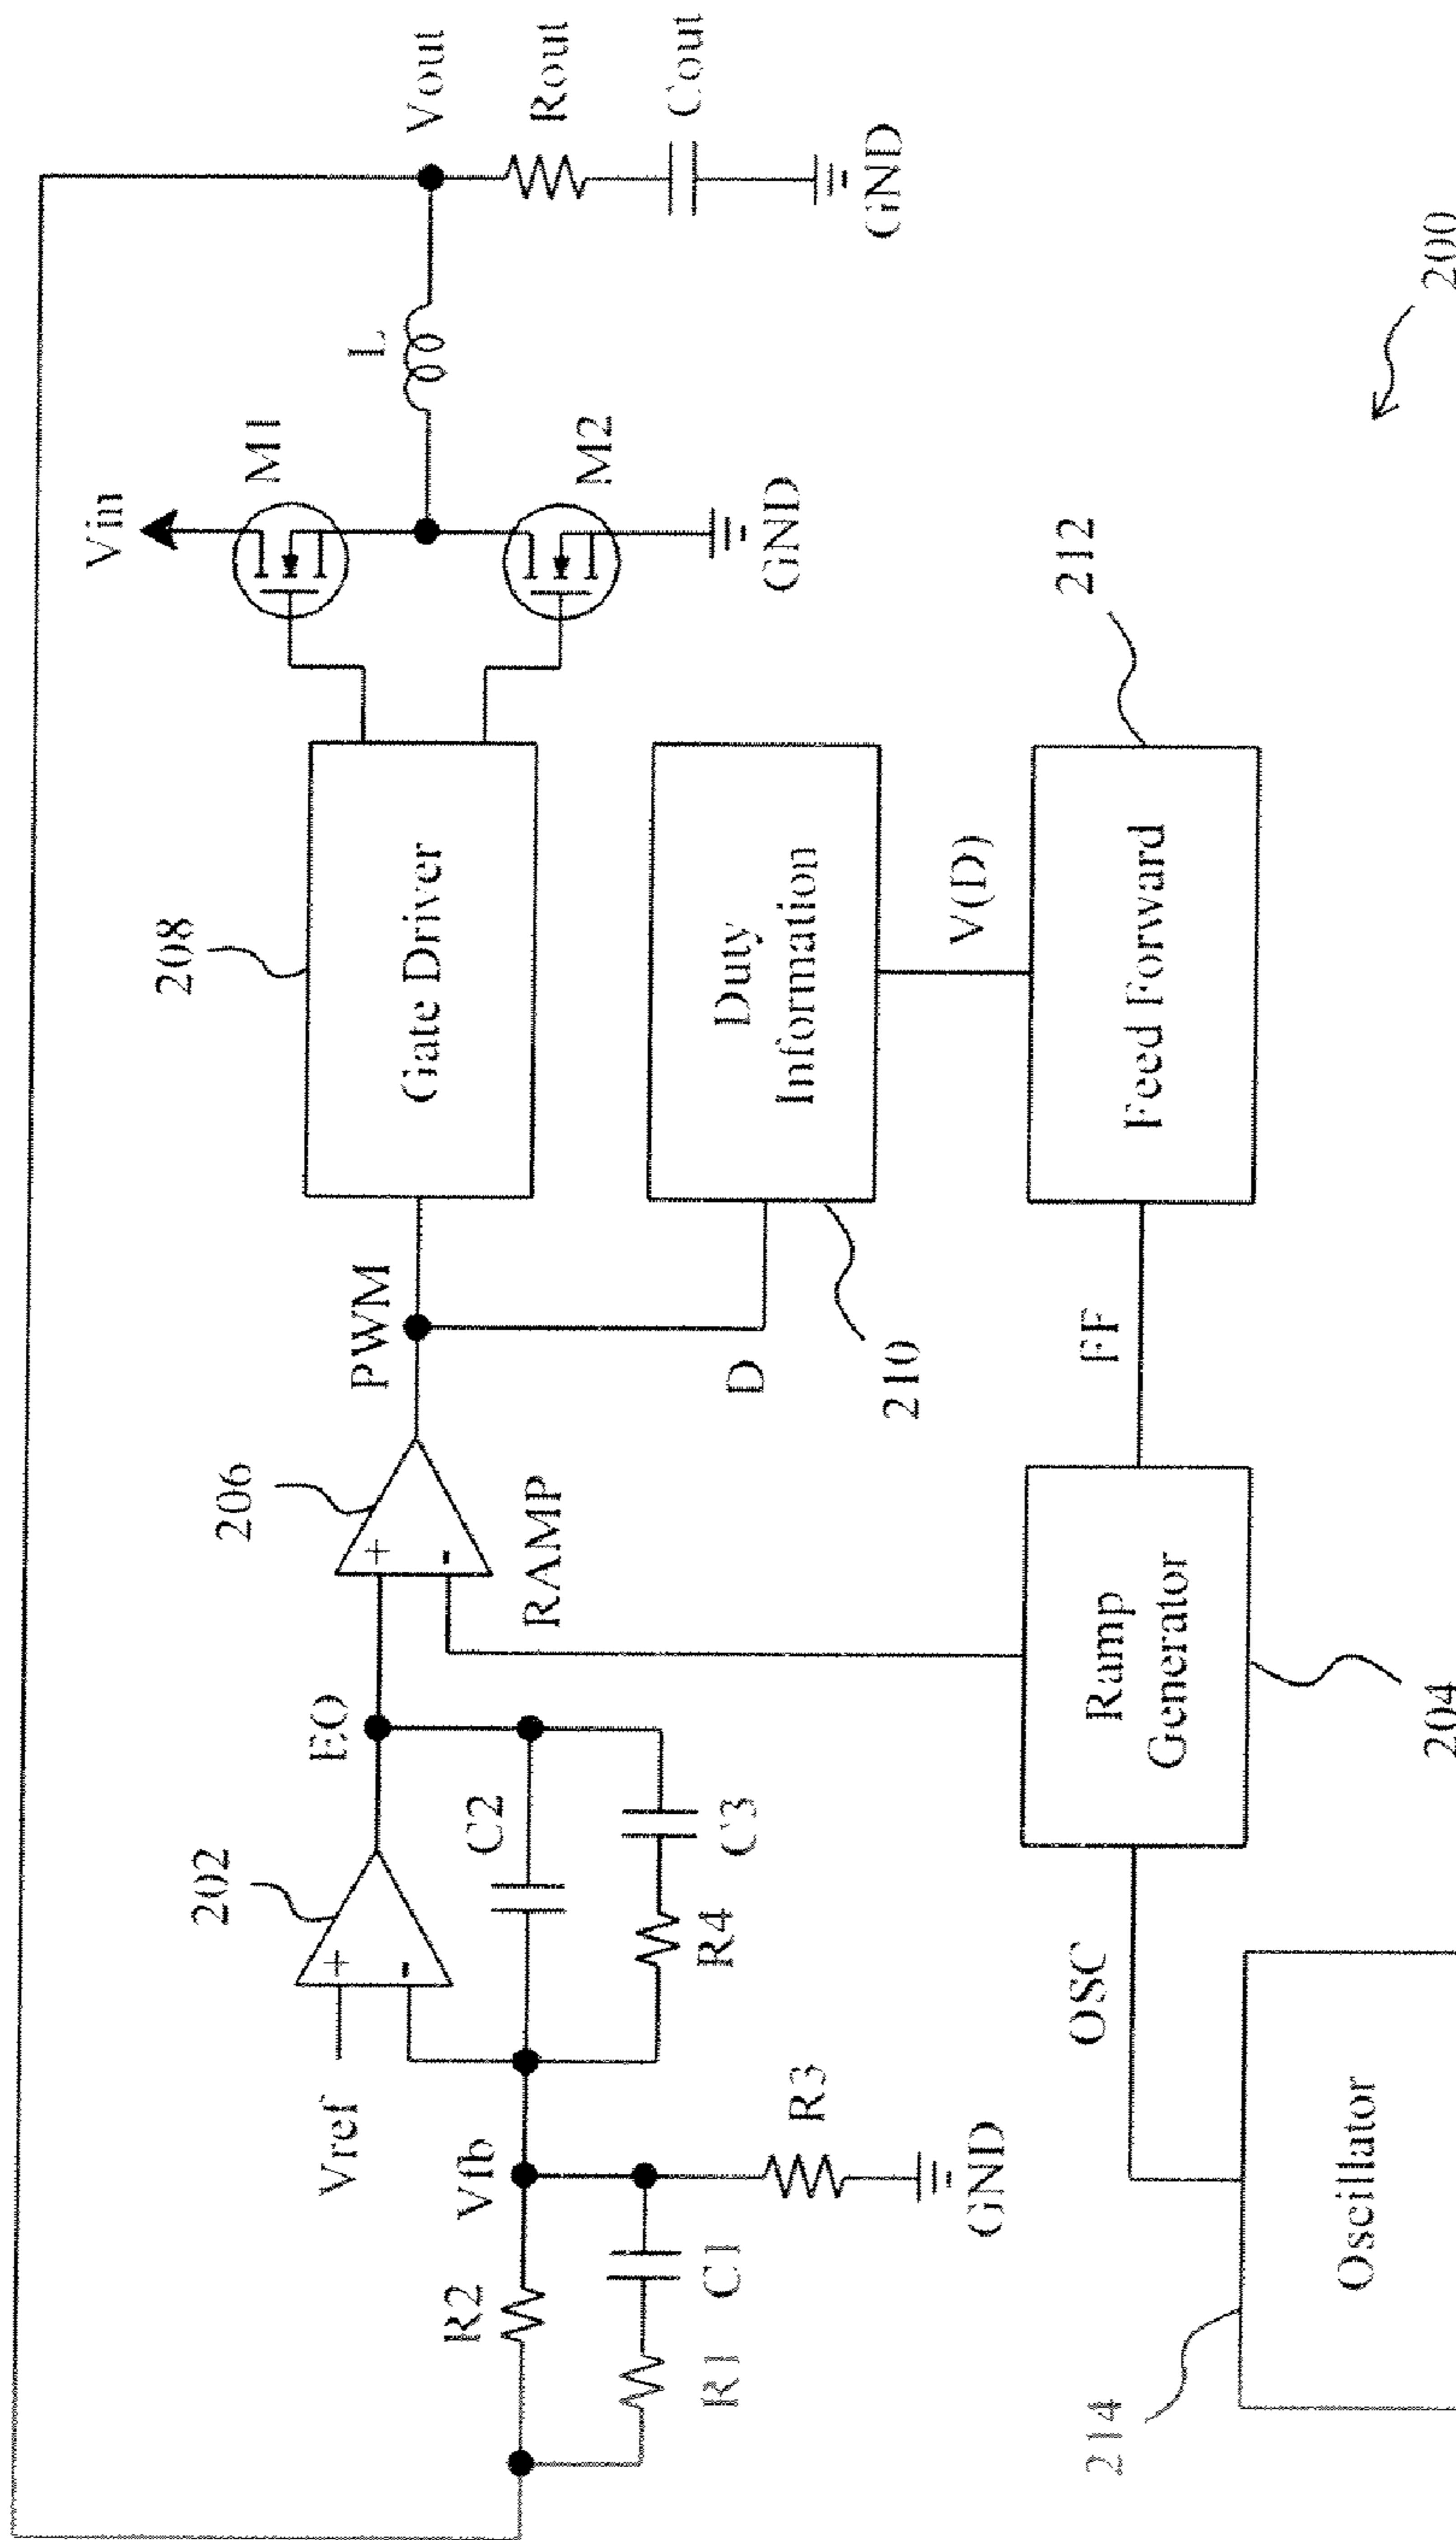 Vin
M1
M2
GND
L
Vout
Rout
Cout
GND
208
Gate Driver
PWM
206
+
-
RAMP
EO
202
+
-
Vref
C2
C3
R4
Vfb
R2
R1
C1
R3
GND
D
210
Duty
Information
V(D)
212
Feed Forward
FF
Ramp
Generator
204
OSC
214
Oscillator
200